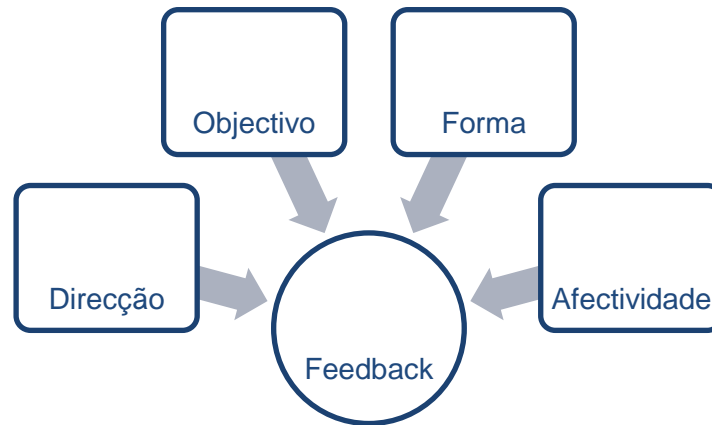 Objectivo
Forma
Direcção
Afectividade
Feedback